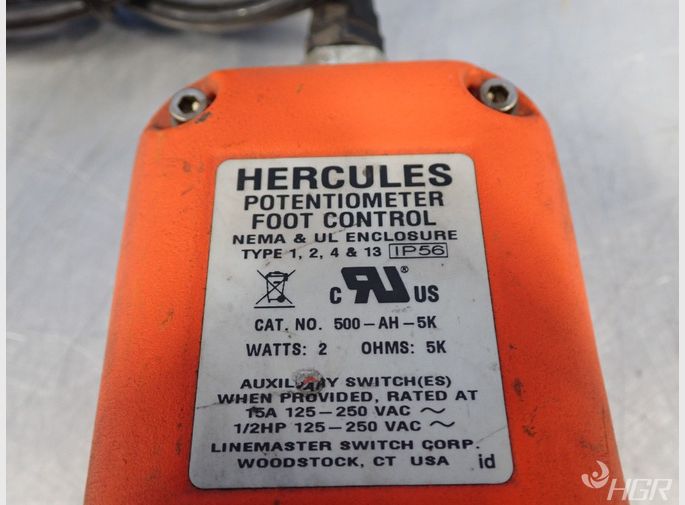 HERCULES
POTENTIOMETER
FOOT CONTROL
NEMA & UL ENCLOSURE
TYPE 1, 2, 4 & 13 IP56
C RU® US
CAT. NO. 500-AH-5K
WATTS: 2 OHMS: 5K
AUXILIARY SWITCH(ES)
WHEN PROVIDED, RATED AT
15A 125-250 VAC ~
1/2HP 125-250 VAC ~
LINEMASTER SWITCH CORP.
WOODSTOCK, CT USA id
HGR